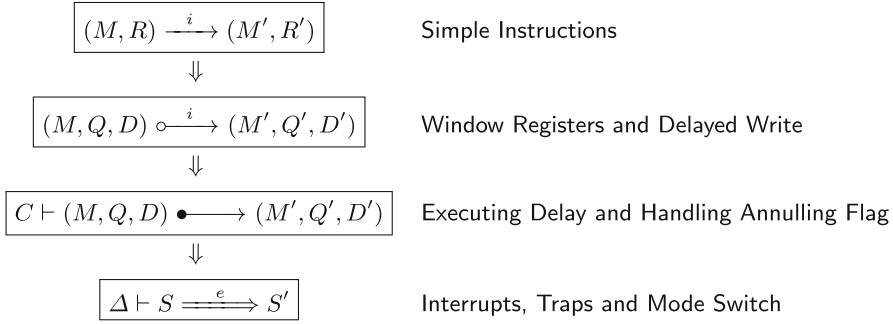 (M, R) —i→ (M′, R′) Simple Instructions
⇓
(M, Q, D) ○—i→ (M′, Q′, D′) Window Registers and Delayed Write
⇓
C ⊢ (M, Q, D) ●—→ (M′, Q′, D′) Executing Delay and Handling Annulling Flag
⇓
Δ ⊢ S =e⇒ S′ Interrupts, Traps and Mode Switch